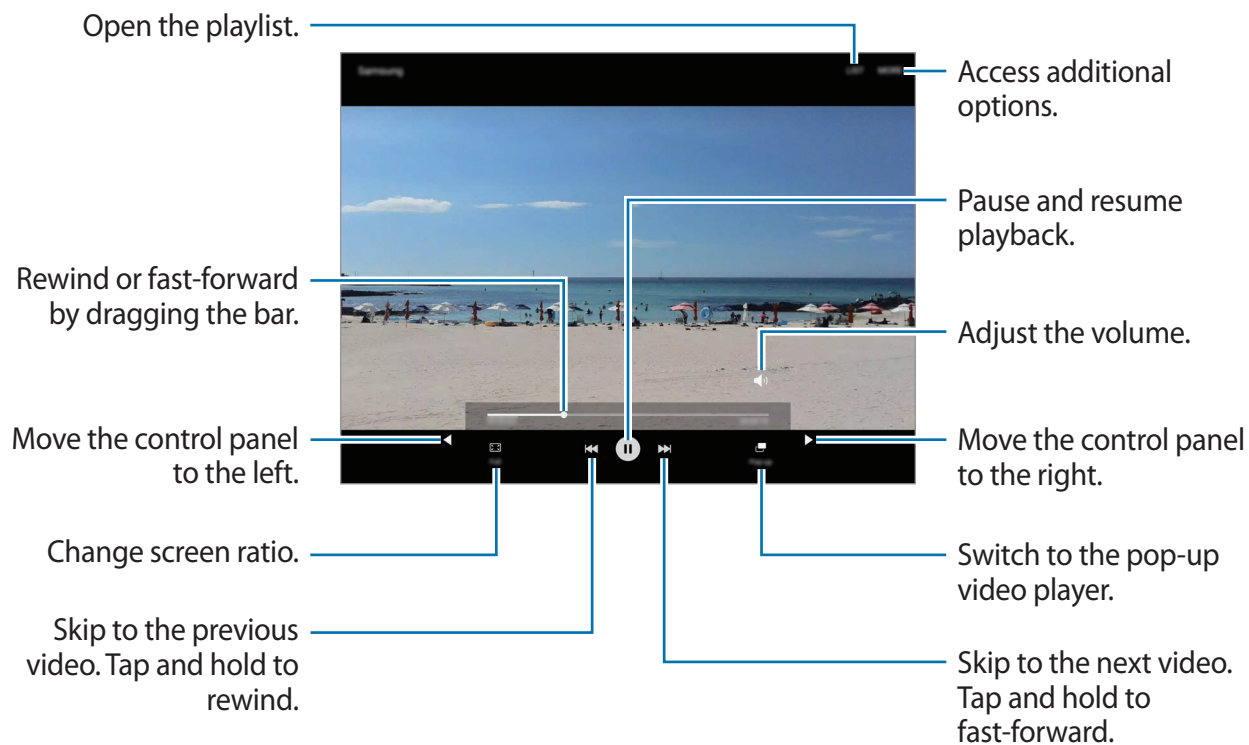 Open the playlist.
Samsung
LIST MORE
Access additional
options.
Pause and resume
playback.
Rewind or fast-forward
by dragging the bar.
Adjust the volume.
Move the control panel
to the left.
Move the control panel
to the right.
Change screen ratio.
Switch to the pop-up
video player.
Skip to the previous
video. Tap and hold to
rewind.
Skip to the next video.
Tap and hold to
fast-forward.